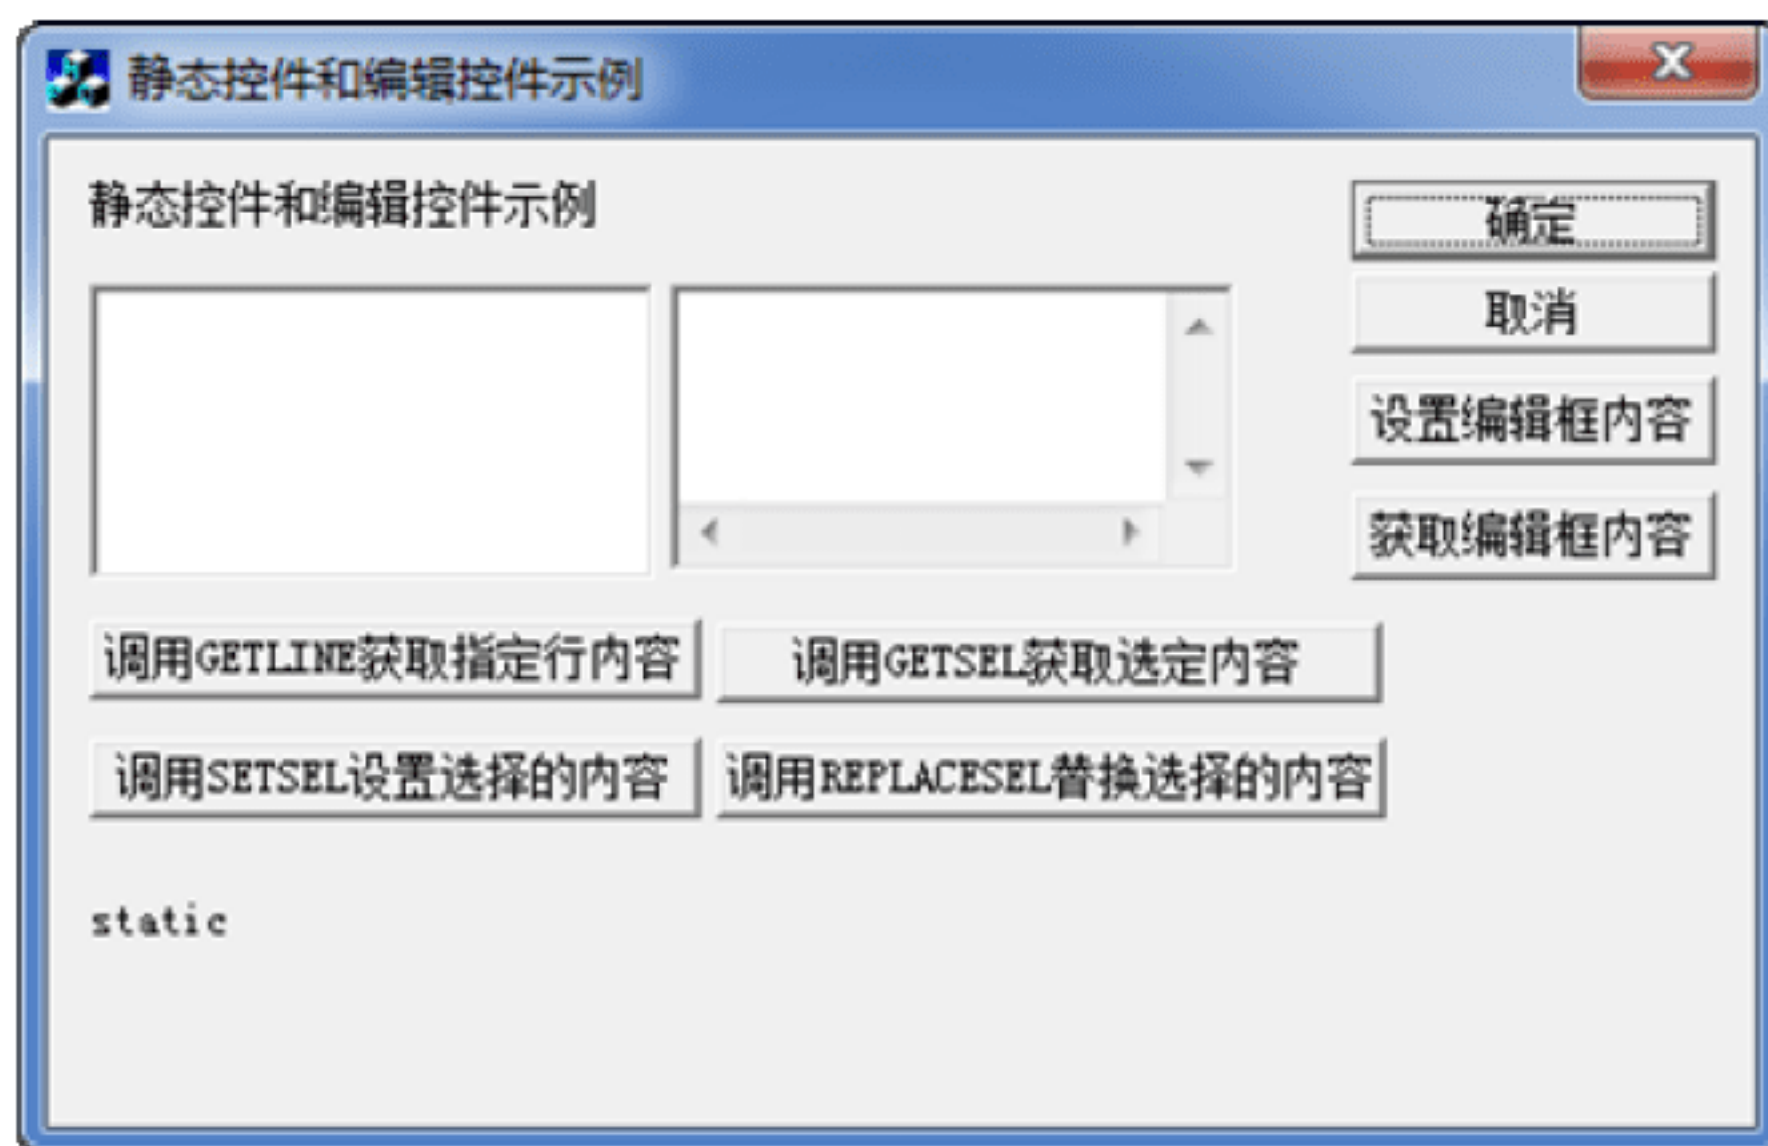 静态控件和编辑控件示例
静态控件和编辑控件示例
确定
取消
设置编辑框内容
获取编辑框内容
调用GETLINE获取指定行内容
调用GETSEL获取选定内容
调用SETSEL设置选择的内容
调用REPLACESEL替换选择的内容
static